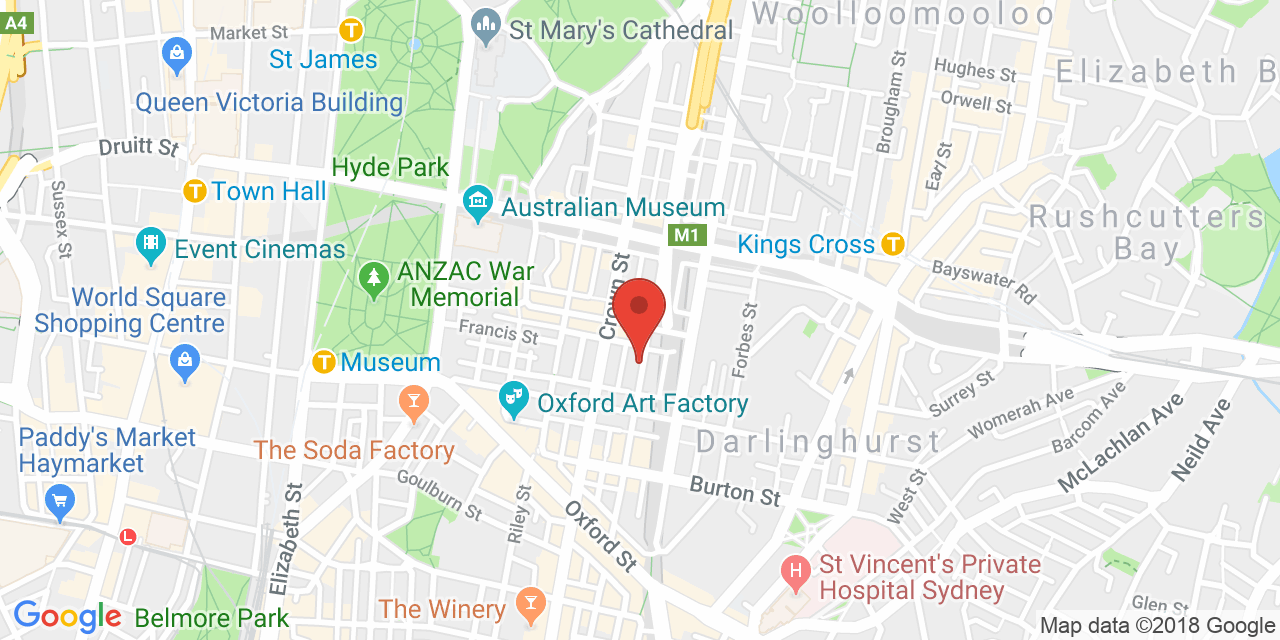 A4
Market St
T
St James
St Mary's Cathedral
Woolloomooloo
Queen Victoria Building
Hughes St
Elizabeth B
Orwell St
Brougham St
Druitt St
Hyde Park
Earl St
T
Town Hall
Sussex St
Australian Museum
Rushcutters
Bay
M1
Kings Cross
T
Event Cinemas
ANZAC War
Memorial
Crown St
Bayswater Rd
World Square
Shopping Centre
Francis St
Forbes St
T
Museum
Surrey St
Womerah Ave
Barcom Ave
McLachlan Ave
Neild Ave
Oxford Art Factory
Paddy's Market
Haymarket
The Soda Factory
Darlinghurst
Goulburn St
Burton St
West St
Riley St
Oxford St
Elizabeth St
L
H
St Vincent's Private
Hospital Sydney
The Winery
Glen St
Google
Belmore Park
Map data ©2018 Google